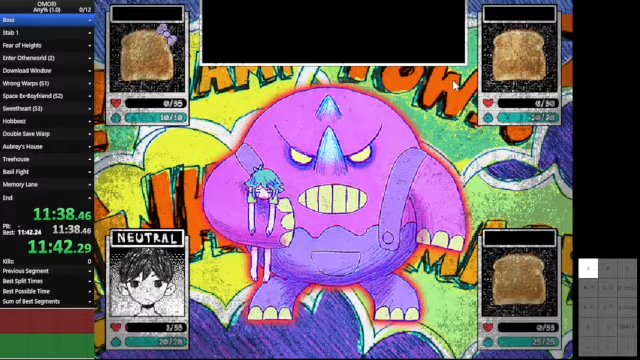 OMORI
Any% (1.0) 0/12
Boss -
Stab 1 -
Fear of Heights -
Enter Otherworld (2) -
Download Window -
Wrong Warps (S1) -
Space Ex-Boyfriend (S2) -
Sweetheart (S3) -
Hobbeez -
Double Save Warp -
Aubrey's House -
Treehouse -
Basil Fight -
Memory Lane -
End -
11:38.46
PB: - 11:38.46
Best: 11:42.24
11:42.29
Kills: 0
Previous Segment -
Best Split Times -
Best Possible Time -
Sum of Best Segments -
0/55
10/10
0/50
20/20
NEUTRAL
1/55
20/20
0/55
25/25